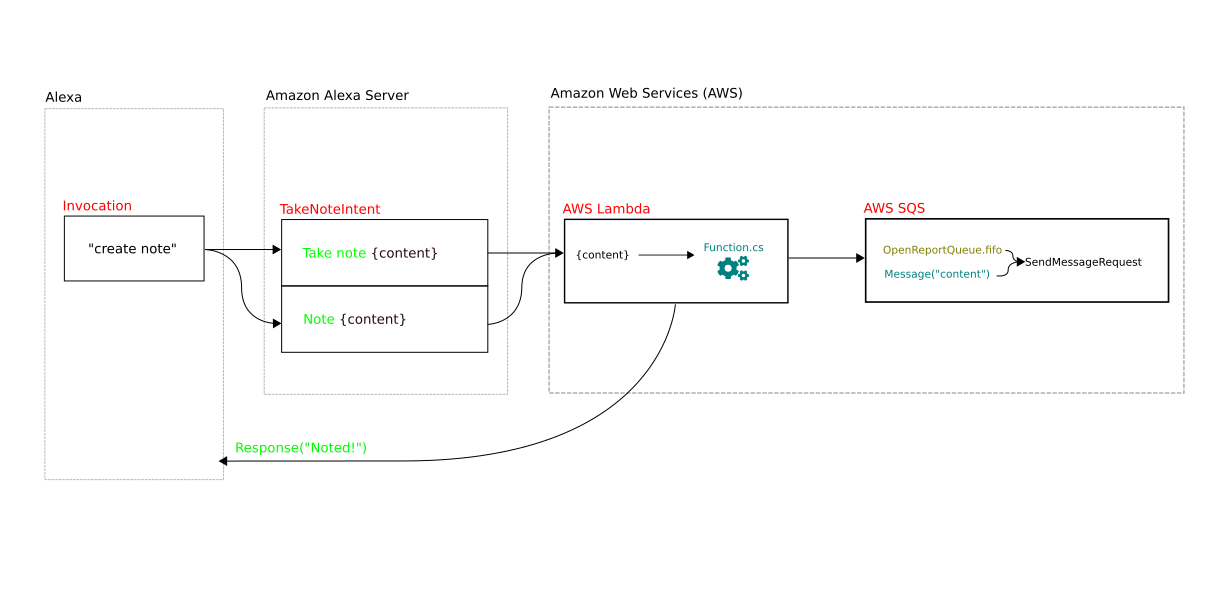 Alexa
Invocation
"create note"
Amazon Alexa Server
TakeNoteIntent
Take note {content}
Note {content}
Amazon Web Services (AWS)
AWS Lambda
{content}
Function.cs
AWS SQS
OpenReportQueue.fifo
Message("content")
SendMessageRequest
Response("Noted!")